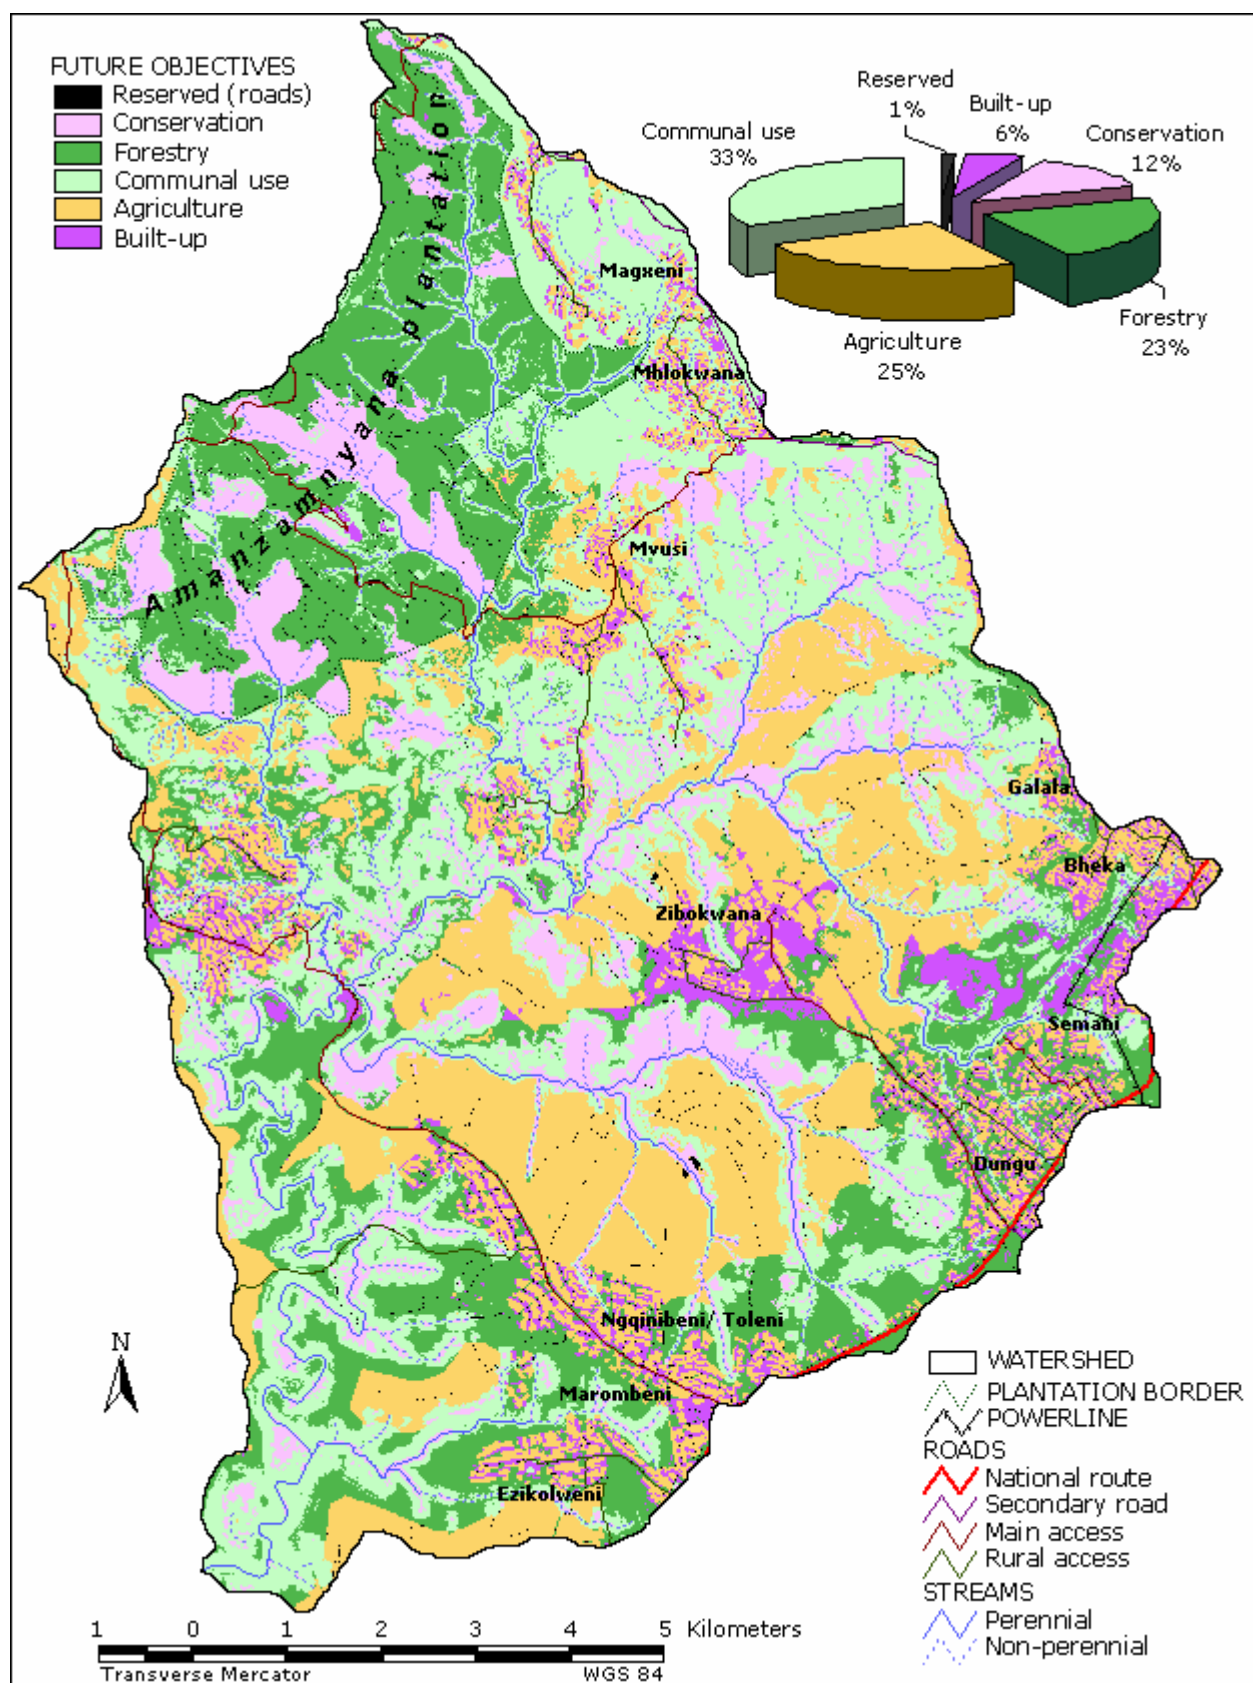 FUTURE OBJECTIVES
Reserved (roads)
Conservation
Forestry
Communal use
Agriculture
Built-up
Reserved
1%
Built-up
6%
Conservation
12%
Communal use
33%
Forestry
23%
Agriculture
25%
Amanzamnyana plantation
Magxeni
Mhlokwana
Mvusi
Galala
Bheka
Zibokwana
Semani
Dungu
Ngqinibeni/ Toleni
Marombeni
Ezikolweni
N
WATERSHED
PLANTATION BORDER
POWERLINE
ROADS
National route
Secondary road
Main access
Rural access
STREAMS
Perennial
Non-perennial
1 0 1 2 3 4 5 Kilometers
Transverse Mercator WGS 84